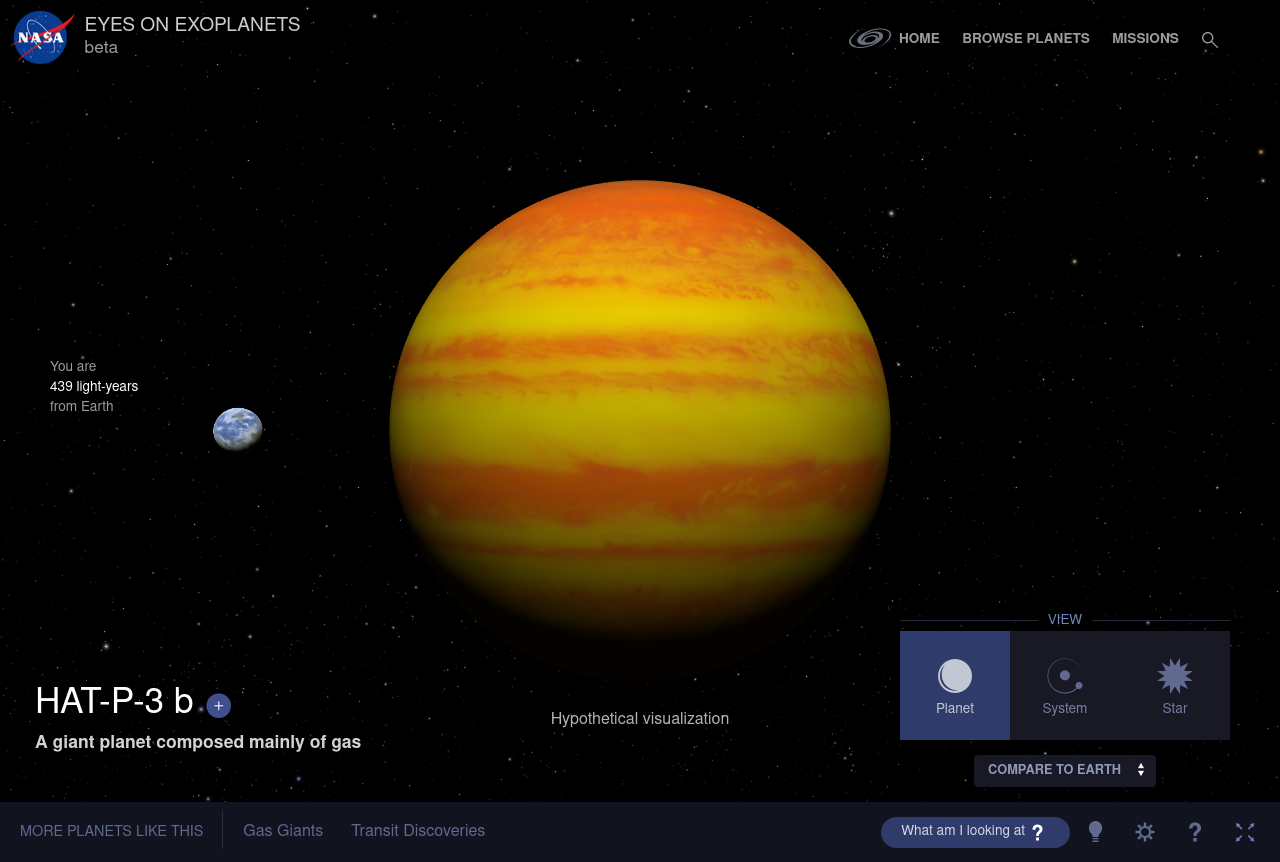 NASA
EYES ON EXOPLANETS
beta
HOME
BROWSE PLANETS
MISSIONS
You are
439 light-years
from Earth
VIEW
Planet
System
Star
HAT-P-3 b +
A giant planet composed mainly of gas
Hypothetical visualization
COMPARE TO EARTH
MORE PLANETS LIKE THIS
Gas Giants
Transit Discoveries
What am I looking at ?
?